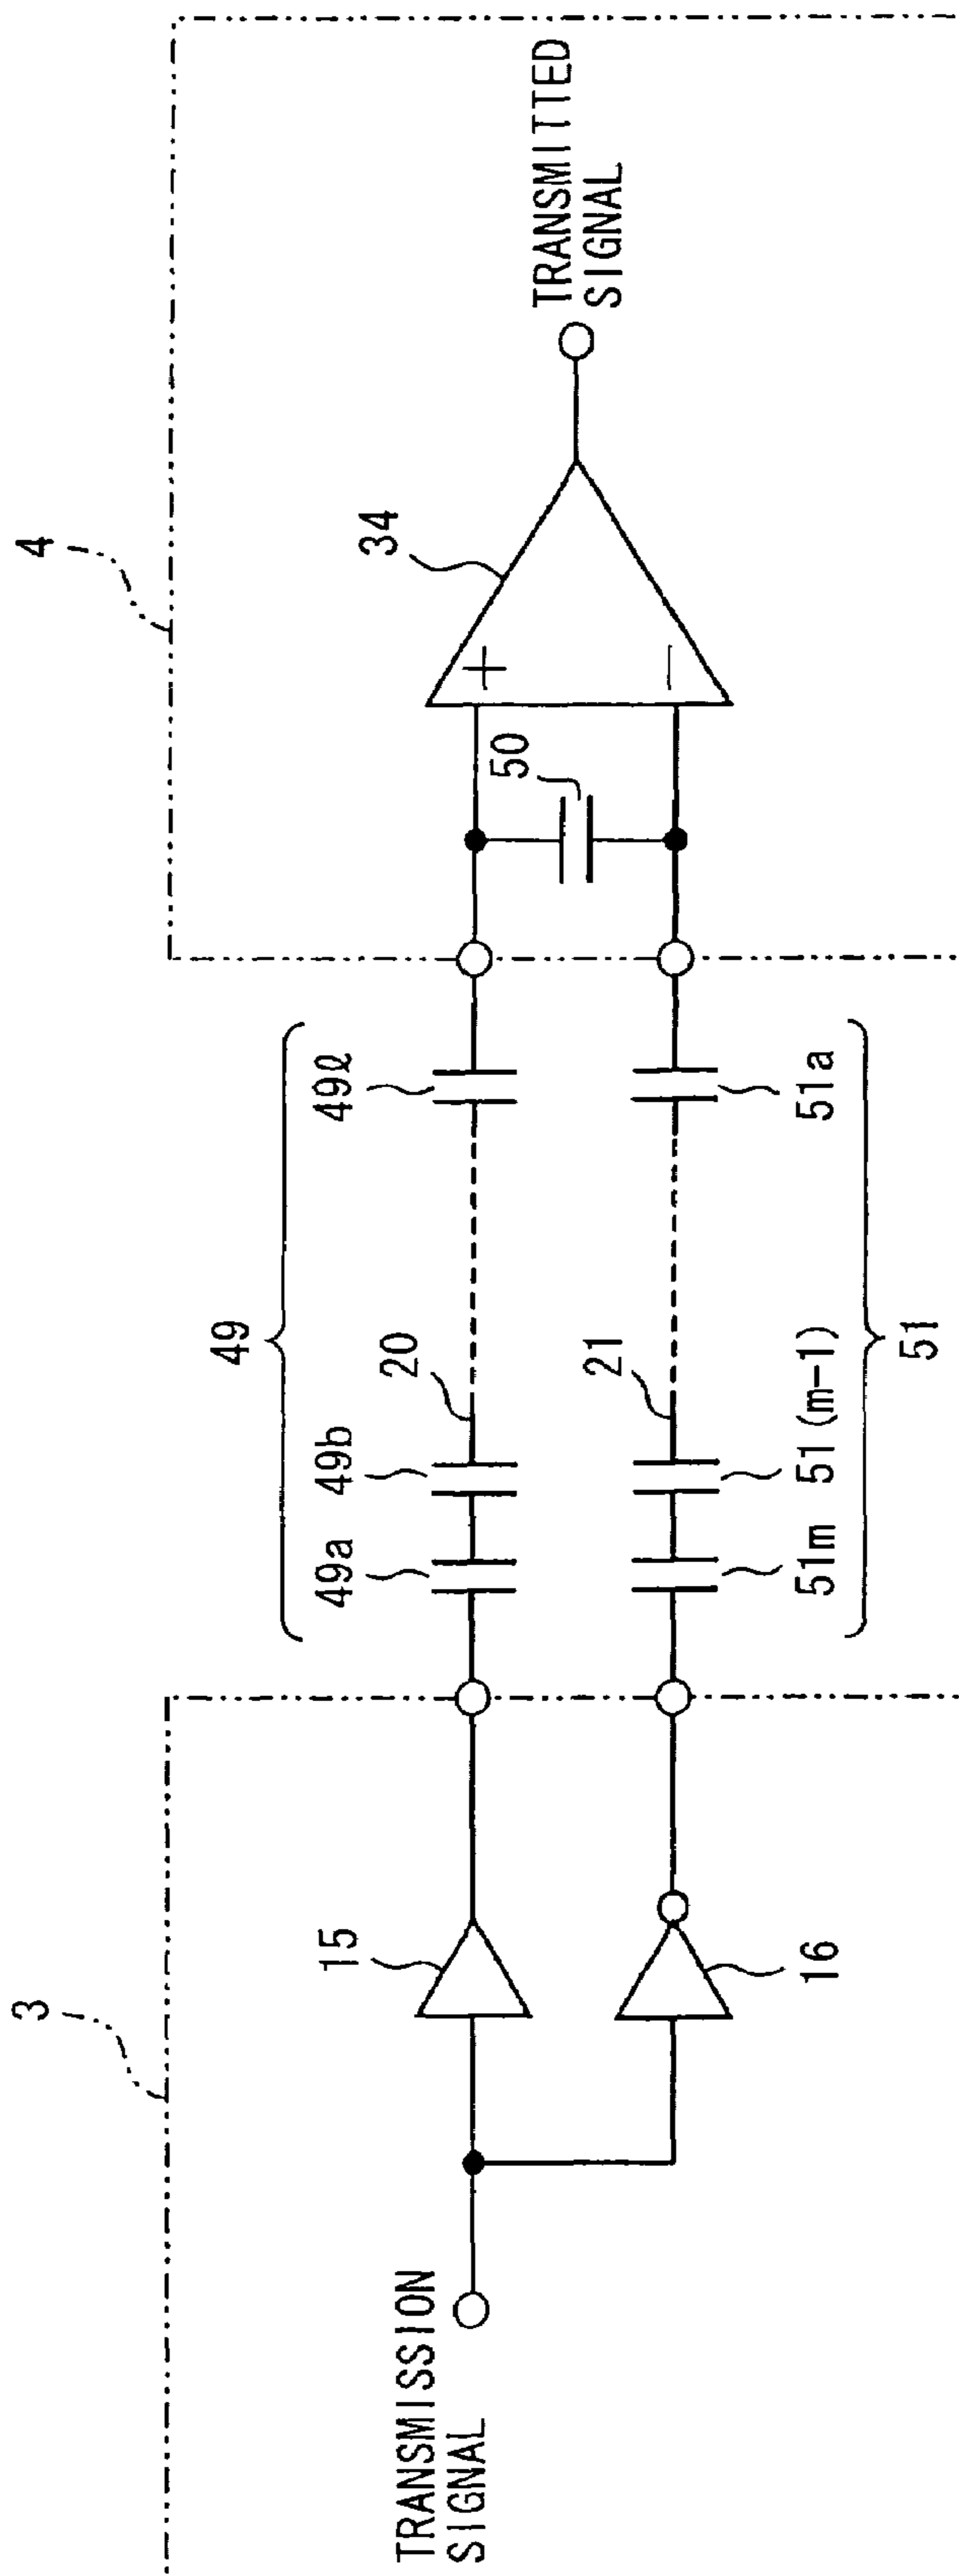 3
4
TRANSMISSION
SIGNAL
15
16
49
49a
49b
49ℓ
20
21
51m
51(m-1)
51a
51
50
34
+
−
TRANSMITTED
SIGNAL